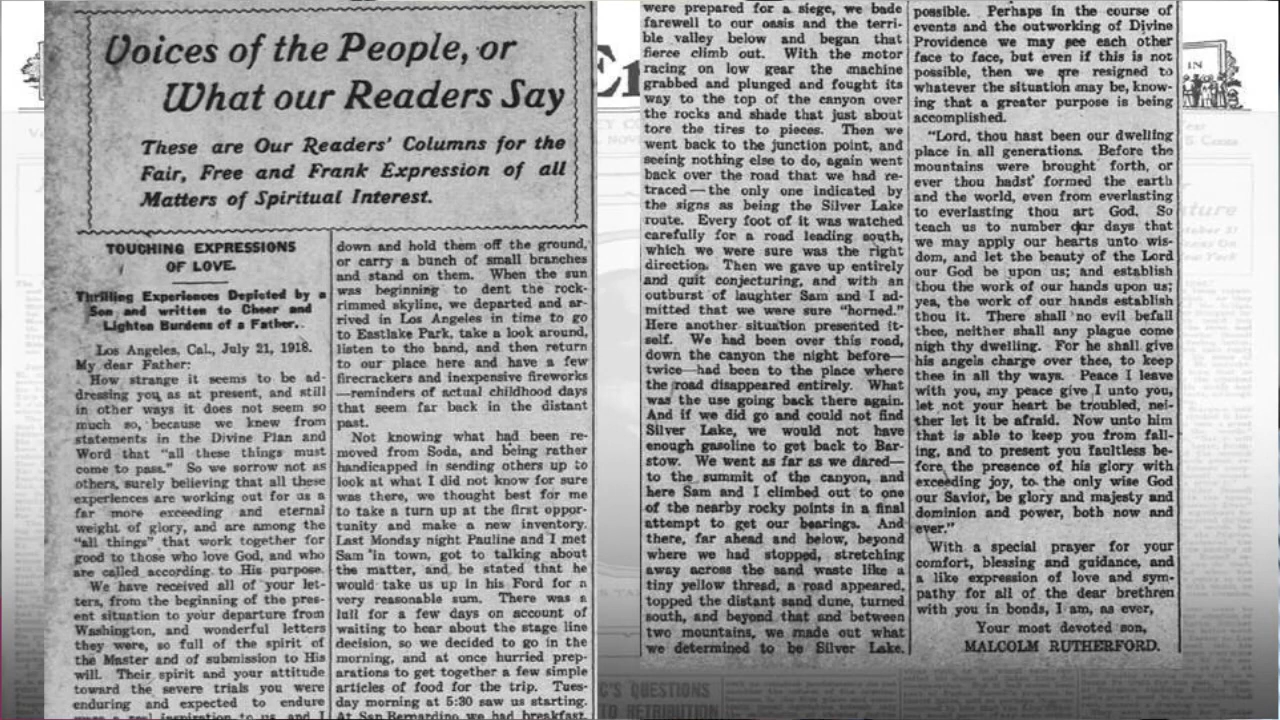 Voices of the People, or
What our Readers Say
These are Our Readers' Columns for the
Fair, Free and Frank Expression of all
Matters of Spiritual Interest.
TOUCHING EXPRESSIONS
OF LOVE.
Thrilling Experiences Depicted by a
Son and written to Cheer and
Lighten Burdens of a Father.
Los Angeles, Cal., July 21, 1918.
My dear Father:
How strange it seems to be ad-
dressing you as at present, and still
in other ways it does not seem so
much so, because we knew from
statements in the Divine Plan and
Word that "all these things must
come to pass." So we sorrow not as
others, surely believing that all these
experiences are working out for us a
far more exceeding and eternal
weight of glory, and are among the
"all things" that work together for
good to those who love God, and who
are called according to His purpose.
We have received all of your let-
ters, from the beginning of the pres-
ent situation to your departure from
Washington, and wonderful letters
they were, so full of the spirit of
the Master and of submission to His
will. Their spirit and your attitude
toward the severe trials you were
enduring and expected to endure
were a real inspiration to us, and I
down and hold them off the ground,
or carry a bunch of small branches
and stand on them. When the sun
was beginning to dent the rock-
rimmed skyline, we departed and ar-
rived in Los Angeles in time to go
to Eastlake Park, take a look around,
listen to the band, and then return
to our place here and have a few
firecrackers and inexpensive fireworks
—reminders of actual childhood days
that seem far back in the distant
past.
Not knowing what had been re-
moved from Soda, and being rather
handicapped in sending others up to
look at what I did not know for sure
was there, we thought best for me
to take a turn up at the first oppor-
tunity and make a new inventory.
Last Monday night Pauline and I met
Sam in town, got to talking about
the matter, and he stated that he
would take us up in his Ford for a
very reasonable sum. There was a
lull for a few days on account of
waiting to hear about the stage line
decision, so we decided to go in the
morning, and at once hurried prep-
arations to get together a few simple
articles of food for the trip. Tues-
day morning at 5:30 saw us starting.
At San Bernardino we had breakfast,
were prepared for a siege, we bade
farewell to our oasis and the terri-
ble valley below and began that
fierce climb out. With the motor
racing on low gear the machine
grabbed and plunged and fought its
way to the top of the canyon over
the rocks and shade that just about
tore the tires to pieces. Then we
went back to the junction point, and
seeing nothing else to do, again went
back over the road that we had re-
traced—the only one indicated by
the signs as being the Silver Lake
route. Every foot of it was watched
carefully for a road leading south,
which we were sure was the right
direction. Then we gave up entirely
and quit conjecturing, and with an
outburst of laughter Sam and I ad-
mitted that we were sure "horned."
Here another situation presented it-
self. We had been over this road,
down the canyon the night before—
twice—had been to the place where
the road disappeared entirely. What
was the use going back there again.
And if we did go and could not find
Silver Lake, we would not have
enough gasoline to get back to Bar-
stow. We went as far as we dared—
to the summit of the canyon, and
here Sam and I climbed out to one
of the nearby rocky points in a final
attempt to get our bearings. And
there, far ahead and below, beyond
where we had stopped, stretching
away across the sand waste like a
tiny yellow thread, a road appeared,
topped the distant sand dune, turned
south, and beyond that and between
two mountains, we made out what
we determined to be Silver Lake.
possible. Perhaps in the course of
events and the outworking of Divine
Providence we may see each other
face to face, but even if this is not
possible, then we are resigned to
whatever the situation may be, know-
ing that a greater purpose is being
accomplished.
"Lord, thou hast been our dwelling
place in all generations. Before the
mountains were brought forth, or
ever thou hadst' formed the earth
and the world, even from everlasting
to everlasting thou art God. So
teach us to number our days that
we may apply our hearts unto wis-
dom, and let the beauty of the Lord
our God be upon us; and establish
thou the work of our hands upon us;
yea, the work of our hands establish
thou it. There shall no evil befall
thee, neither shall any plague come
nigh thy dwelling. For he shall give
his angels charge over thee, to keep
thee in all thy ways. Peace I leave
with you, my peace give I unto you,
let not your heart be troubled, nei-
ther let it be afraid. Now unto him
that is able to keep you from fall-
ing, and to present you faultless be-
fore the presence of his glory with
exceeding joy, to the only wise God
our Savior, be glory and majesty and
dominion and power, both now and
ever."
With a special prayer for your
comfort, blessing and guidance, and
a like expression of love and sym-
pathy for all of the dear brethren
with you in bonds, I am, as ever,
Your most devoted son,
MALCOLM RUTHERFORD.
IN
C'S QUESTIONS
TO RETRIBUTION